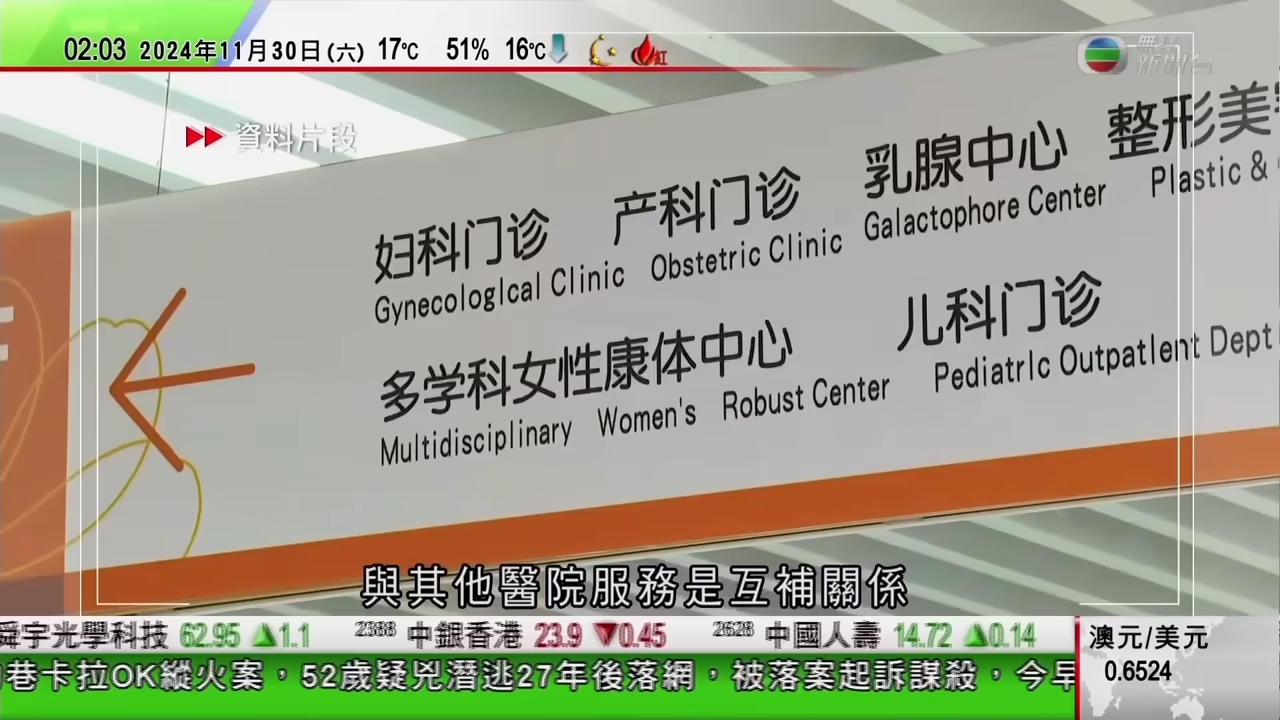 02:03 2024年11月30日(六) 17℃ 51% 16℃ 紅
無綫新聞台
資料片段
妇科门诊 产科门诊 乳腺中心 整形美
Gynecologlcal Clinic Obstetric Clinic Galactophore Center Plastic &
多学科女性康体中心 儿科门诊
Multidisciplinary Women's Robust Center Pediatrlc Outpatlent Dept
與其他醫院服務是互補關係
舜宇光學科技 62.95 ▲1.1 2388 中銀香港 23.9 ▼0.45 2628 中國人壽 14.72 ▲0.14
澳元/美元
0.6524
巷卡拉OK縱火案，52歲疑兇潛逃27年後落網，被落案起訴謀殺，今早